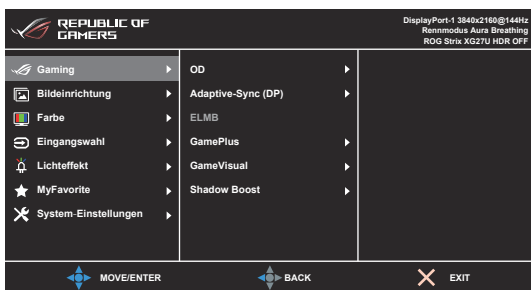 REPUBLIC OF
GAMERS
DisplayPort-1 3840x2160@144Hz
Rennmodus Aura Breathing
ROG Strix XG27U HDR OFF
Gaming
Bildeinrichtung
Farbe
Eingangswahl
Lichteffekt
MyFavorite
System-Einstellungen
OD
Adaptive-Sync (DP)
ELMB
GamePlus
GameVisual
Shadow Boost
MOVE/ENTER
BACK
EXIT